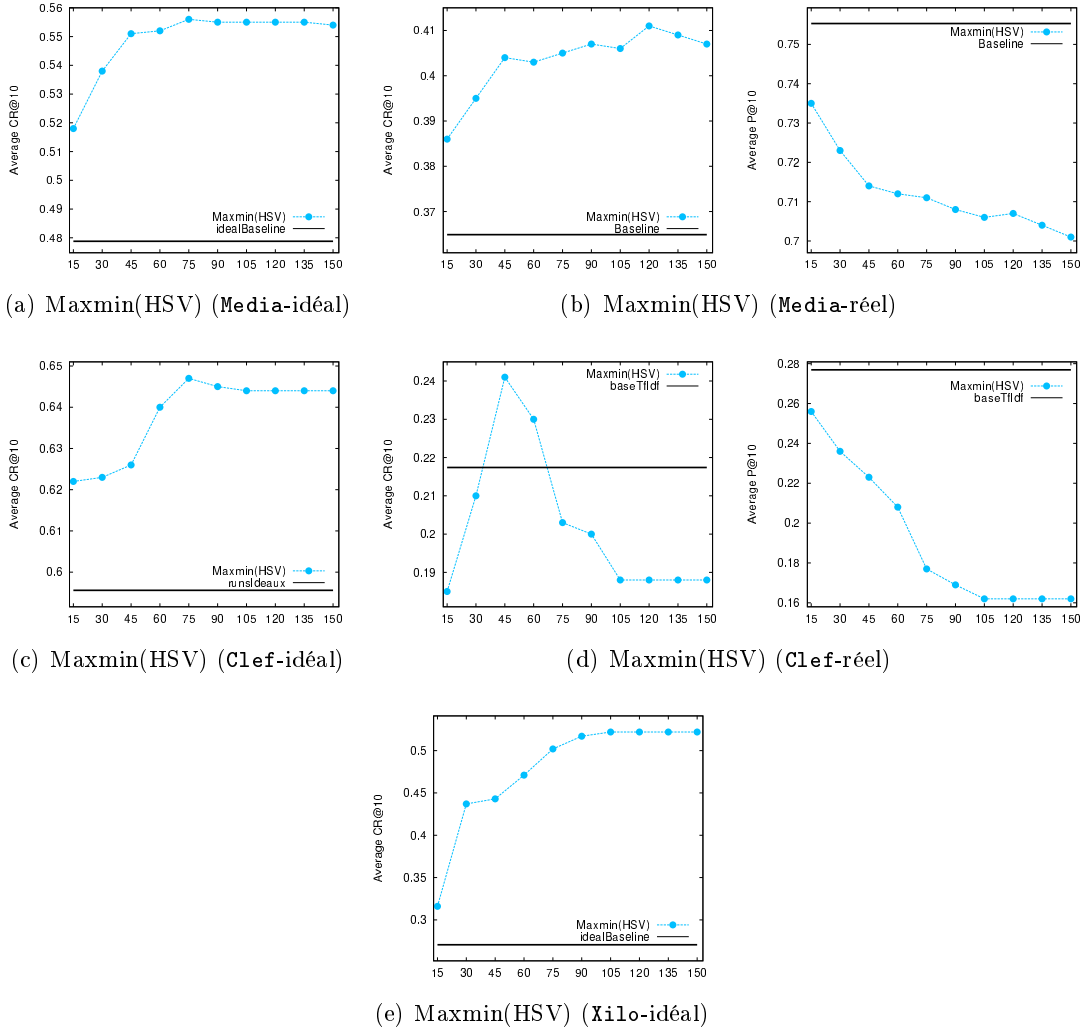 0.56
0.55
0.54
0.53
0.52
0.51
0.5
0.49
0.48
Average CR@10
Maxmin(HSV)
idealBaseline
15 30 45 60 75 90 105 120 135 150
(a) Maxmin(HSV) (Media-idéal)
0.41
0.4
0.39
0.38
0.37
Average CR@10
Maxmin(HSV)
Baseline
15 30 45 60 75 90 105 120 135 150
0.75
0.74
0.73
0.72
0.71
0.7
Average P@10
Maxmin(HSV)
Baseline
15 30 45 60 75 90 105 120 135 150
(b) Maxmin(HSV) (Media-réel)
0.65
0.64
0.63
0.62
0.61
0.6
Average CR@10
Maxmin(HSV)
runsIdeaux
15 30 45 60 75 90 105 120 135 150
(c) Maxmin(HSV) (Clef-idéal)
0.24
0.23
0.22
0.21
0.2
0.19
Average CR@10
Maxmin(HSV)
baseTfIdf
15 30 45 60 75 90 105 120 135 150
0.28
0.26
0.24
0.22
0.2
0.18
0.16
Average P@10
Maxmin(HSV)
baseTfIdf
15 30 45 60 75 90 105 120 135 150
(d) Maxmin(HSV) (Clef-réel)
0.5
0.45
0.4
0.35
0.3
Average CR@10
Maxmin(HSV)
idealBaseline
15 30 45 60 75 90 105 120 135 150
(e) Maxmin(HSV) (Xilo-idéal)